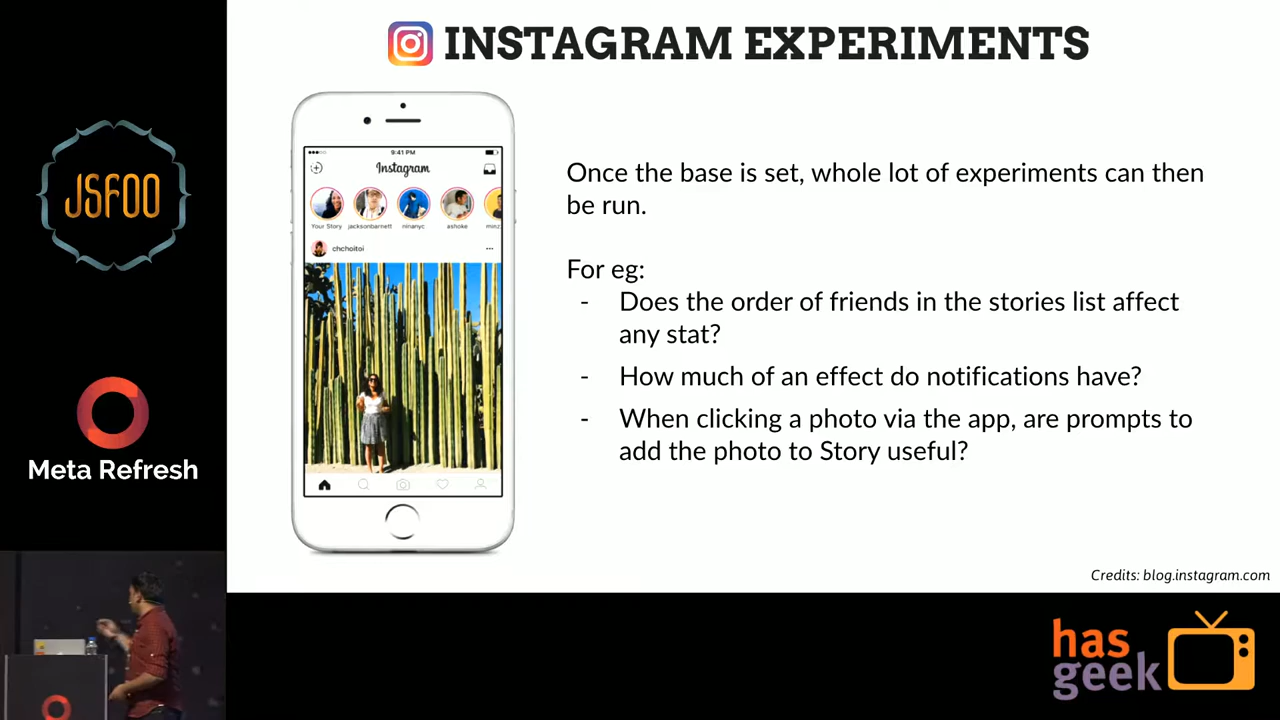 INSTAGRAM EXPERIMENTS
JSFOO
Meta Refresh
9:41 PM
Instagram
Your Story jacksonbarnett ninanyc ashoke
chchoitoi
Once the base is set, whole lot of experiments can then
be run.
For eg:
- Does the order of friends in the stories list affect
any stat?
- How much of an effect do notifications have?
- When clicking a photo via the app, are prompts to
add the photo to Story useful?
Credits: blog.instagram.com
has
geek